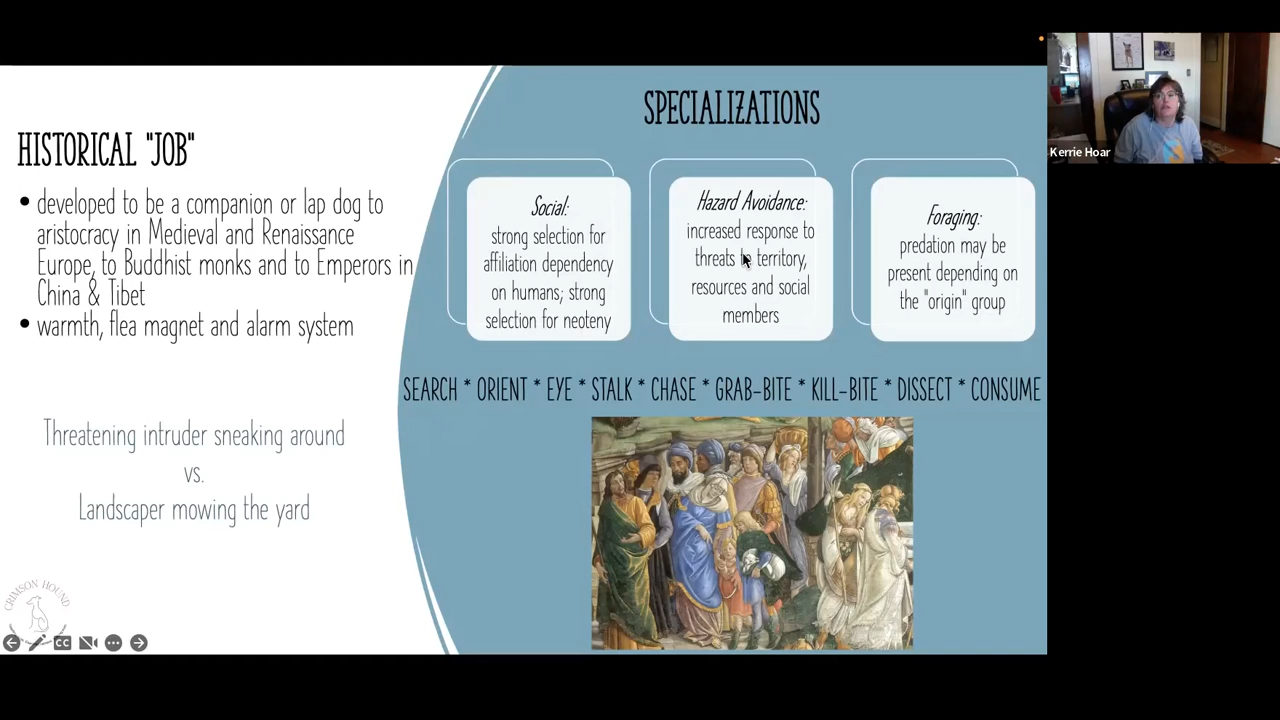 HISTORICAL "JOB"
• developed to be a companion or lap dog to
aristocracy in Medieval and Renaissance
Europe, to Buddhist monks and to Emperors in
China & Tibet
• warmth, flea magnet and alarm system
Threatening intruder sneaking around
vs.
Landscaper mowing the yard
CRIMSON HOUND
CC
SPECIALIZATIONS
Social:
strong selection for
affiliation dependency
on humans; strong
selection for neoteny
Hazard Avoidance:
increased response to
threats to territory,
resources and social
members
Foraging:
predation may be
present depending on
the "origin" group
SEARCH * ORIENT * EYE * STALK * CHASE * GRAB-BITE * KILL-BITE * DISSECT * CONSUME
Kerrie Hoar